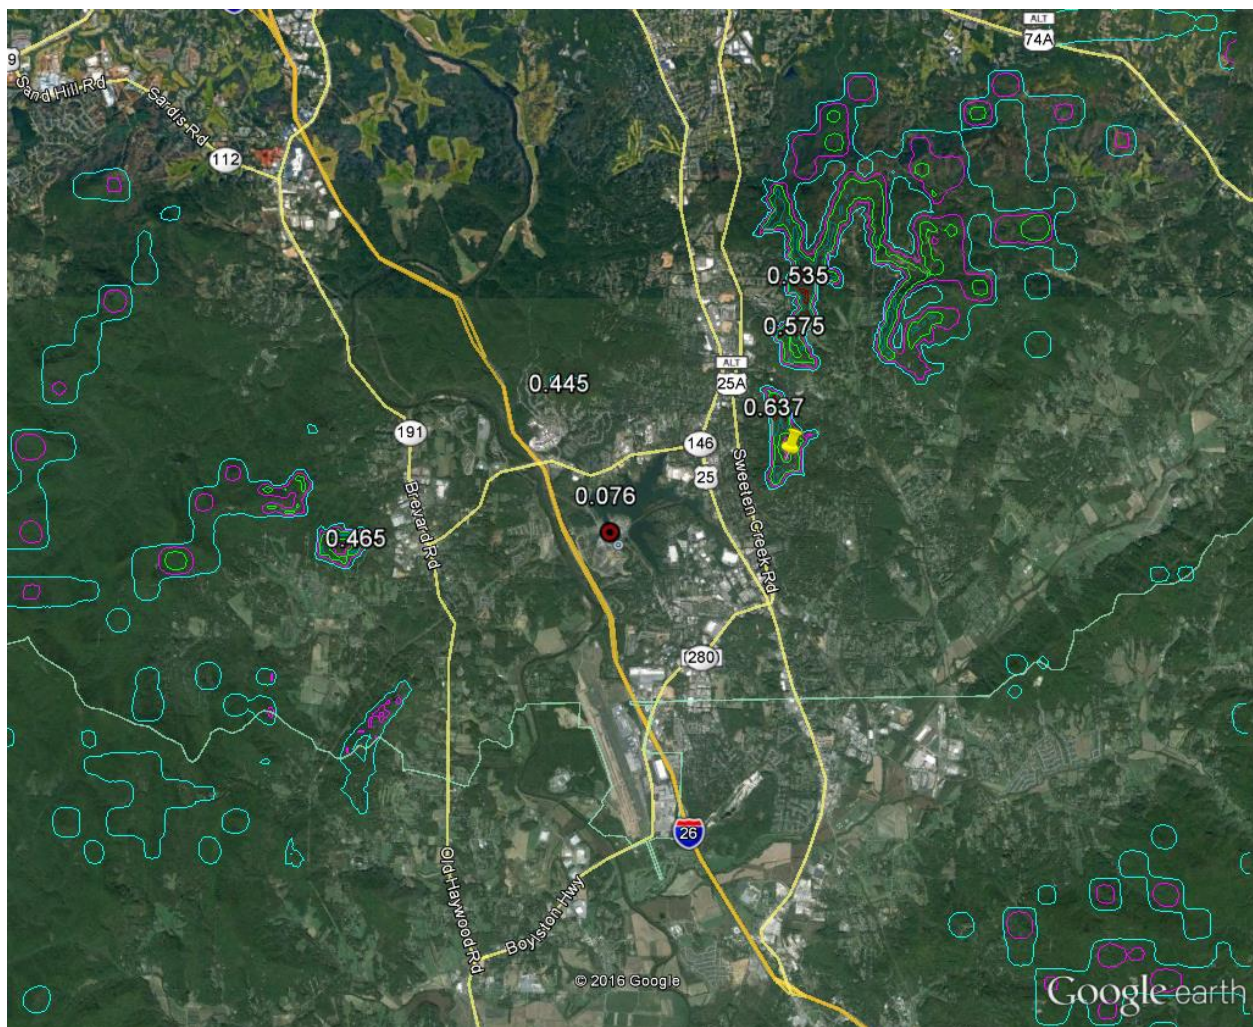 ALT
74A
9
Sand Hill Rd
Sardis Rd
112
0.535
0.575
ALT
25A
0.445
0.637
191
146
25
Sweeten Creek Rd
Brevard Rd
0.076
0.465
(280)
26
Old Haywood Rd
Boylston Hwy
© 2016 Google
Google earth